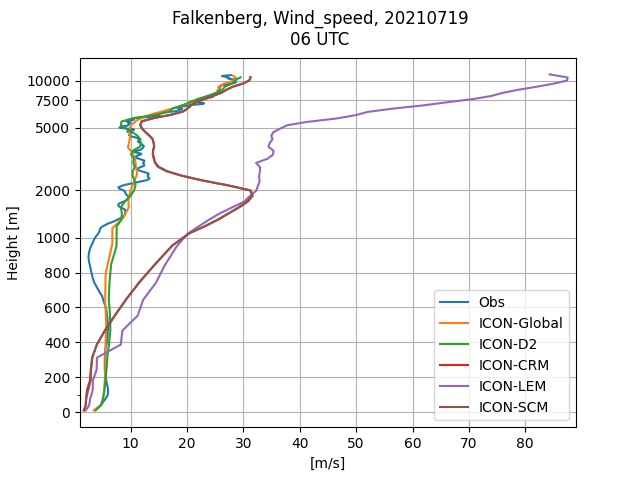 Falkenberg, Wind_speed, 20210719
06 UTC
10000
7500
5000
2000
1000
800
600
400
200
0
Height [m]
Obs
ICON-Global
ICON-D2
ICON-CRM
ICON-LEM
ICON-SCM
10 20 30 40 50 60 70 80
[m/s]